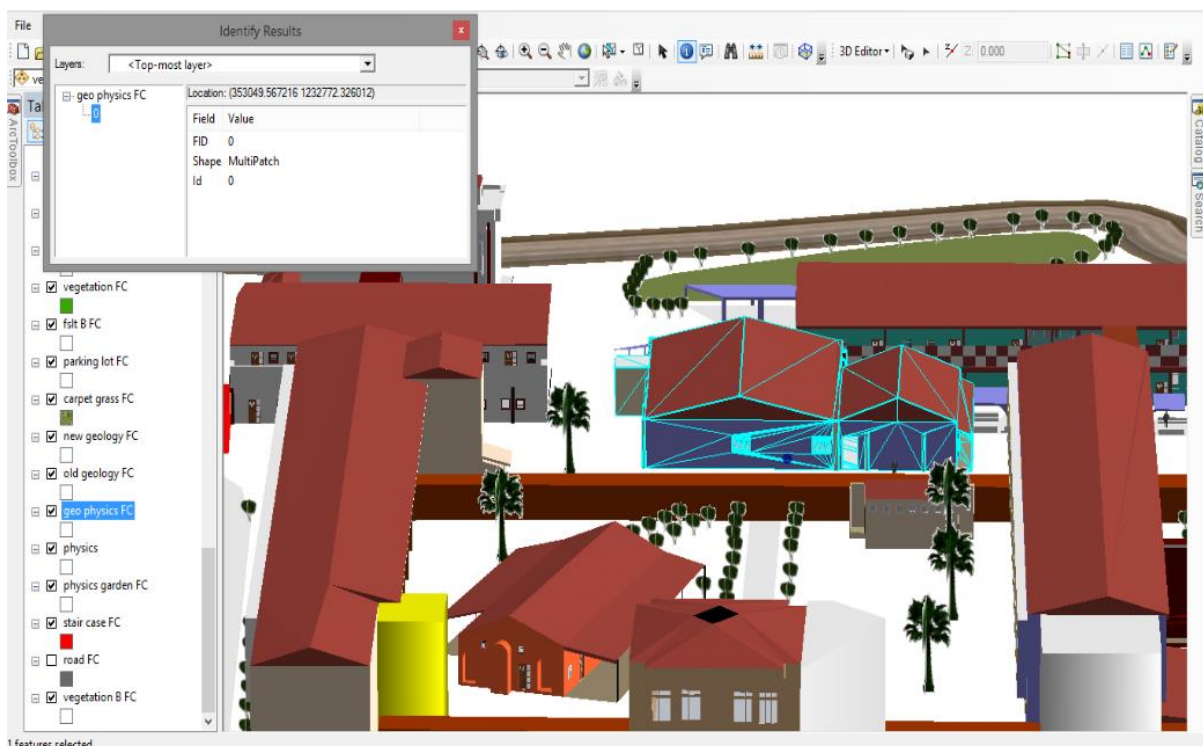 File
Identify Results
x
Layers:
<Top-most layer>
3D Editor
Z:
0.000
geo physics FC
0
Location: (353049.567216 1232772.326012)
Field Value
FID 0
Shape MultiPatch
Id 0
ve
Tal
ArcToolbox
Catalog
Search
vegetation FC
fslt B FC
parking lot FC
carpet grass FC
new geology FC
old geology FC
geo physics FC
physics
physics garden FC
stair case FC
road FC
vegetation B FC
1 features selected